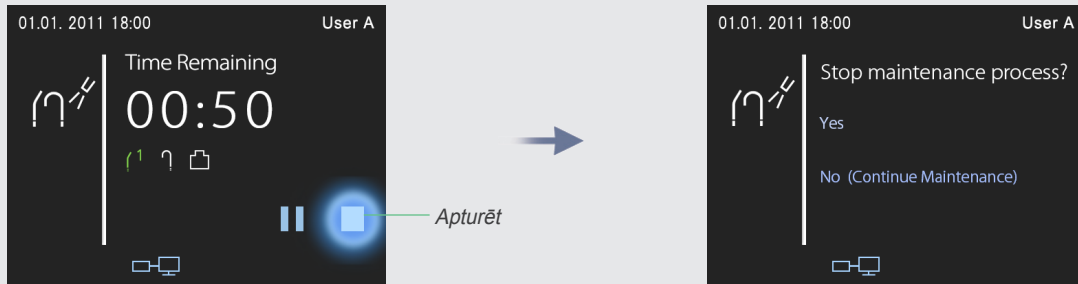 01.01. 2011 18:00 User A
Time Remaining
00:50
1
Apturēt
01.01. 2011 18:00 User A
Stop maintenance process?
Yes
No (Continue Maintenance)